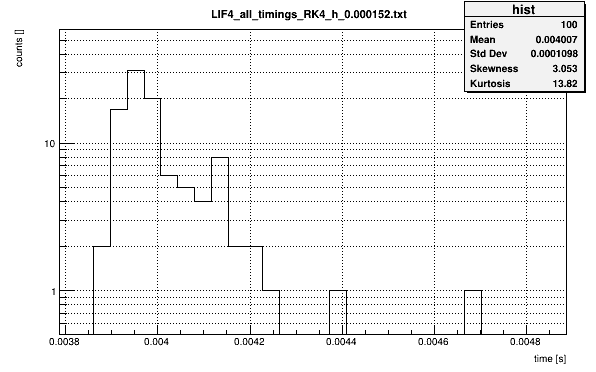 LIF4_all_timings_RK4_h_0.000152.txt
hist
Entries 100
Mean 0.004007
Std Dev 0.0001098
Skewness 3.053
Kurtosis 13.82
counts []
10
1
0.0038 0.004 0.0042 0.0044 0.0046 0.0048
time [s]